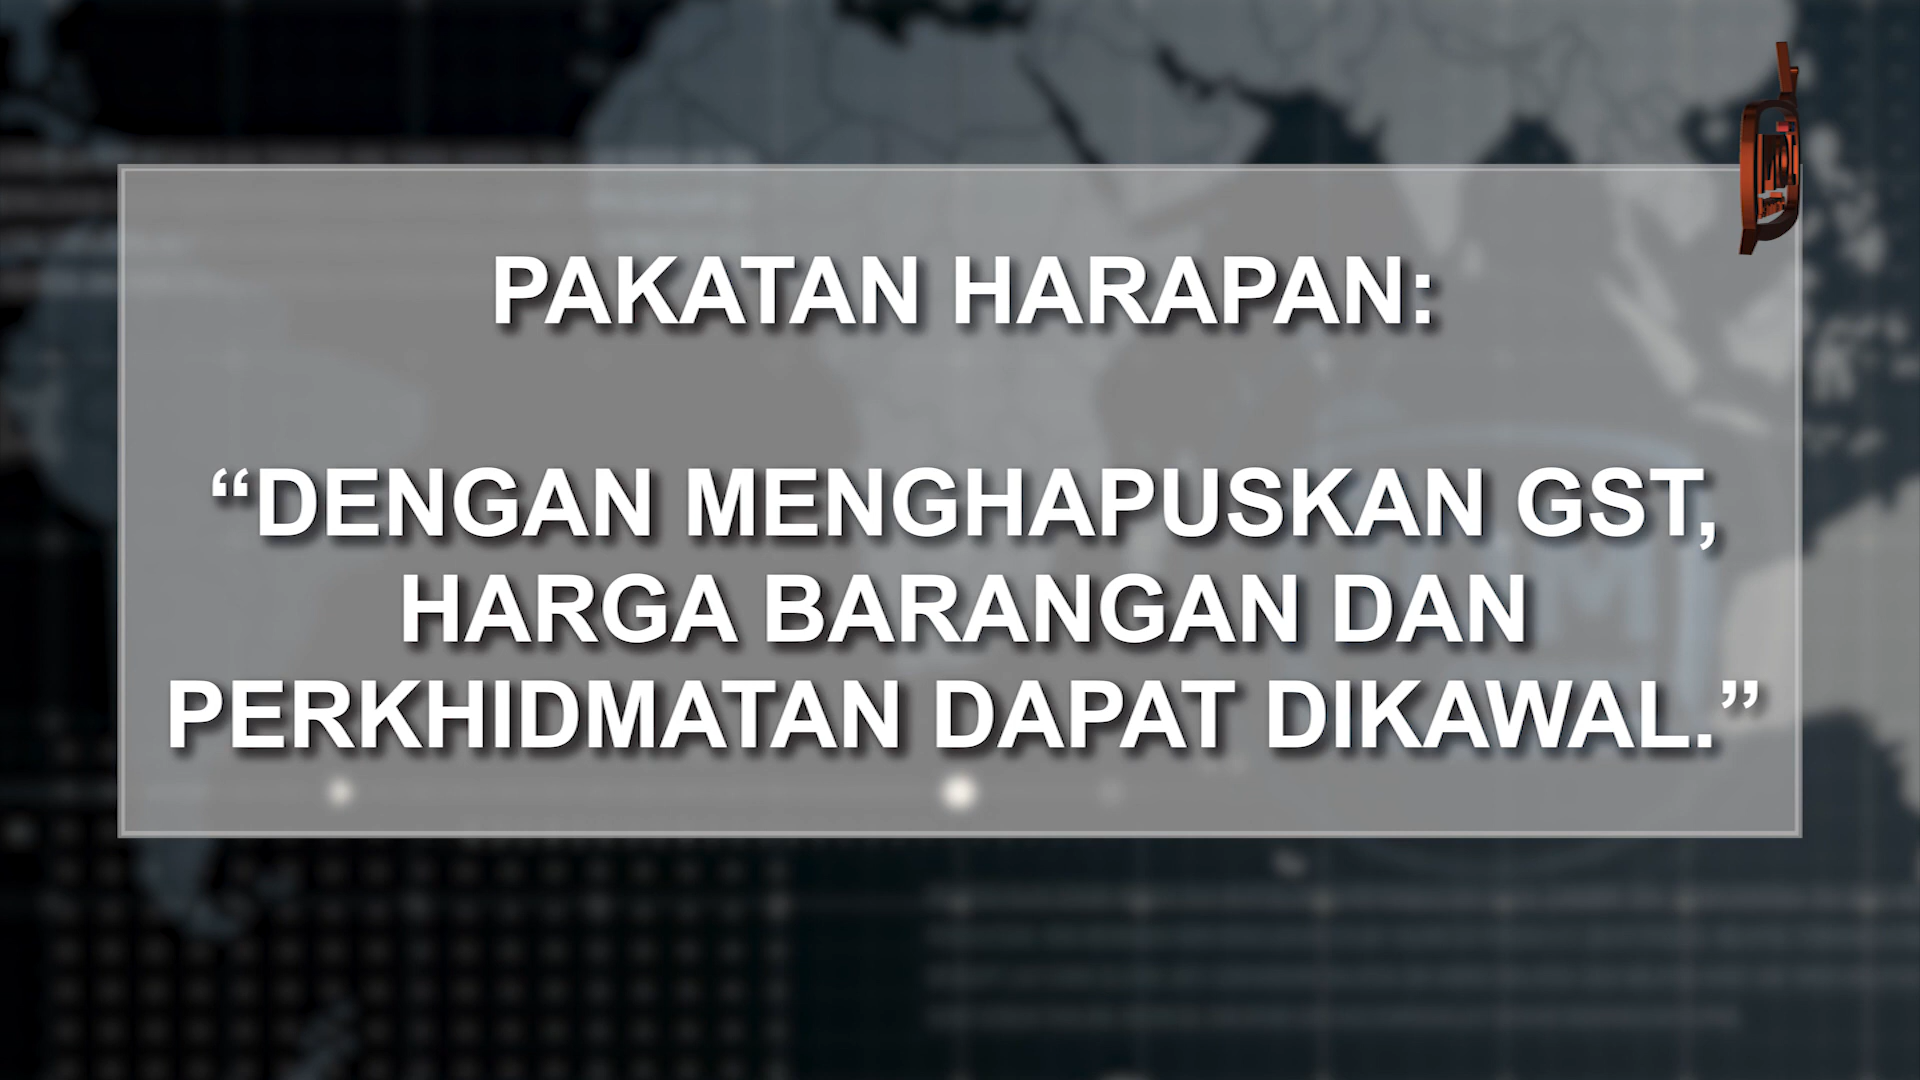 PAKATAN HARAPAN:
“DENGAN MENGHAPUSKAN GST,
HARGA BARANGAN DAN
PERKHIDMATAN DAPAT DIKAWAL.”